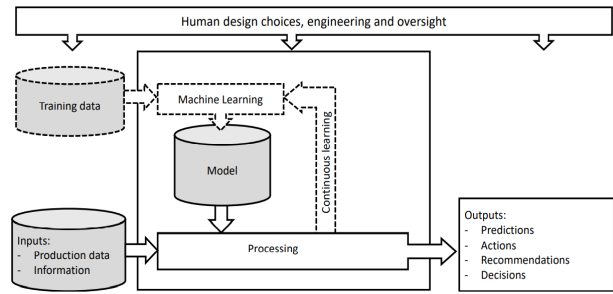 Human design choices, engineering and oversight
Training data
Machine Learning
Continuous learning
Model
Inputs:
- Production data
- Information
Processing
Outputs:
- Predictions
- Actions
- Recommendations
- Decisions